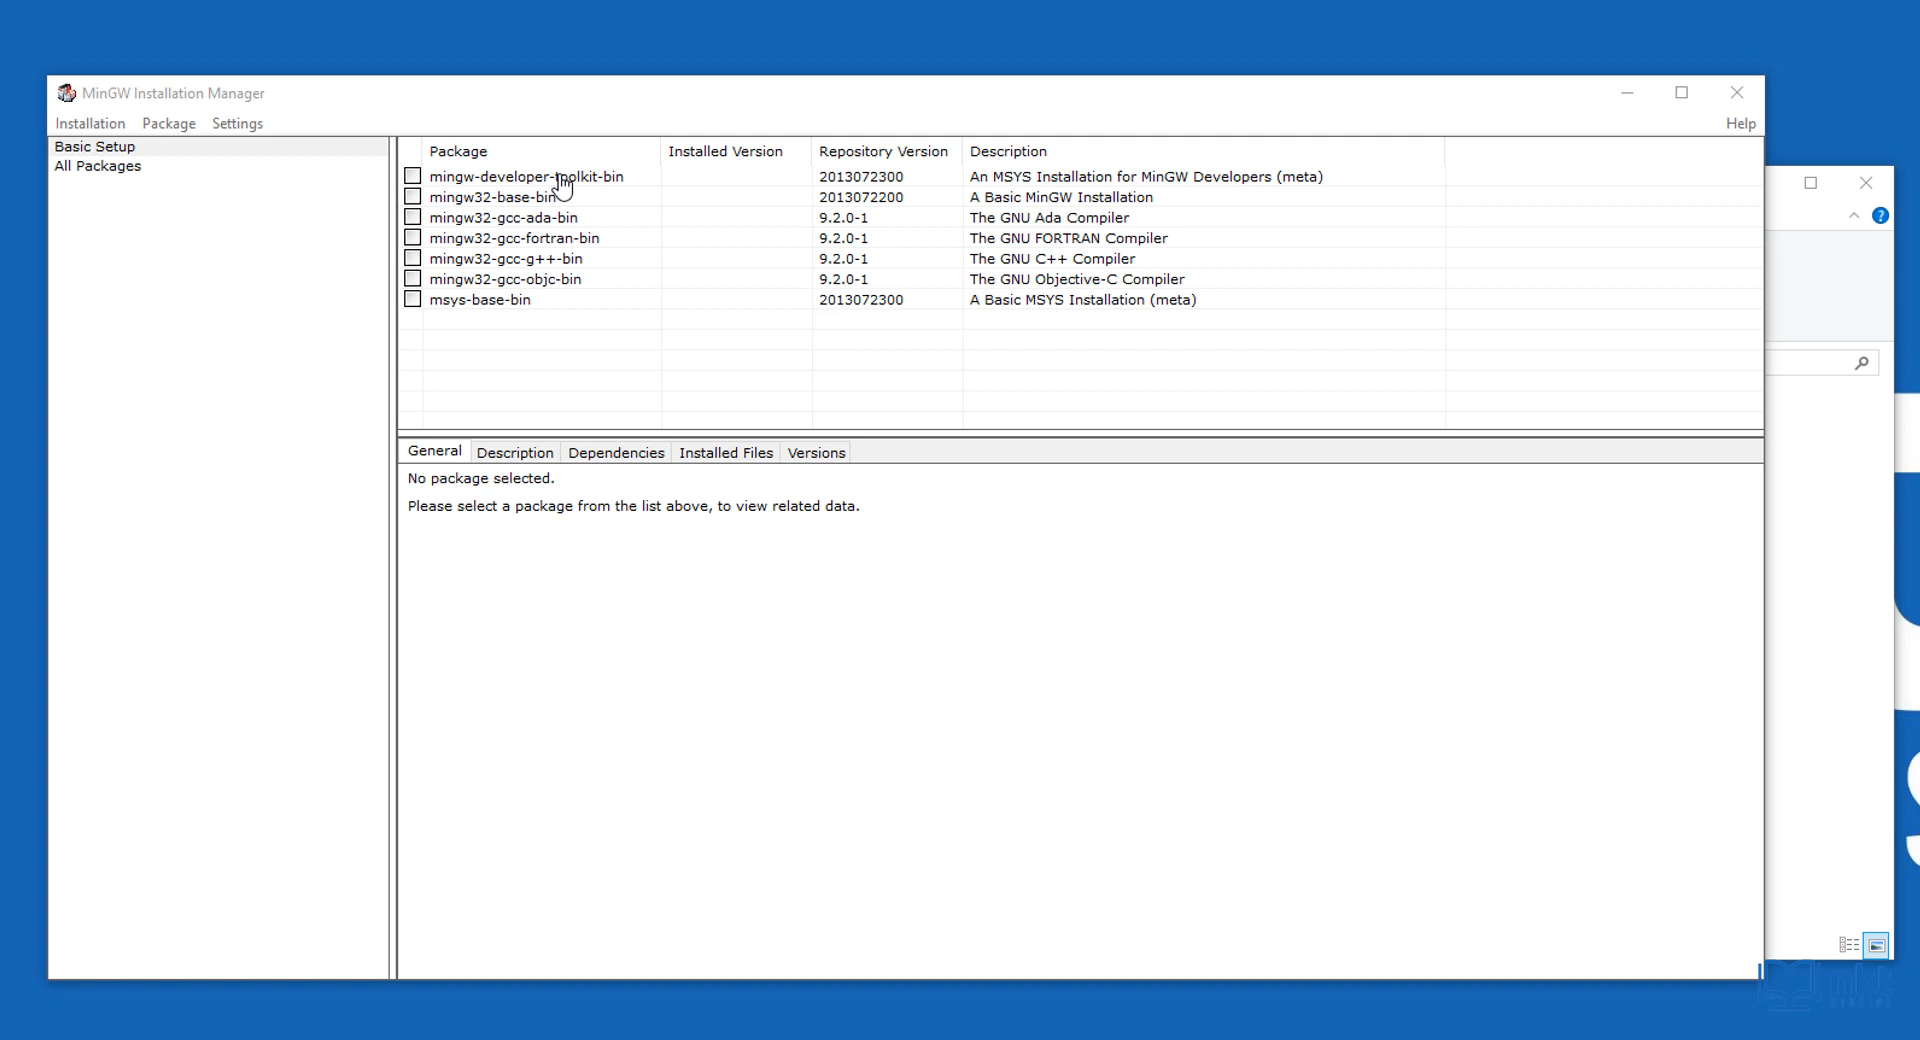 MinGW Installation Manager
Installation Package Settings Help
Basic Setup
All Packages
Package Installed Version Repository Version Description
mingw-developer-toolkit-bin 2013072300 An MSYS Installation for MinGW Developers (meta)
mingw32-base-bin 2013072200 A Basic MinGW Installation
mingw32-gcc-ada-bin 9.2.0-1 The GNU Ada Compiler
mingw32-gcc-fortran-bin 9.2.0-1 The GNU FORTRAN Compiler
mingw32-gcc-g++-bin 9.2.0-1 The GNU C++ Compiler
mingw32-gcc-objc-bin 9.2.0-1 The GNU Objective-C Compiler
msys-base-bin 2013072300 A Basic MSYS Installation (meta)
General Description Dependencies Installed Files Versions
No package selected.
Please select a package from the list above, to view related data.